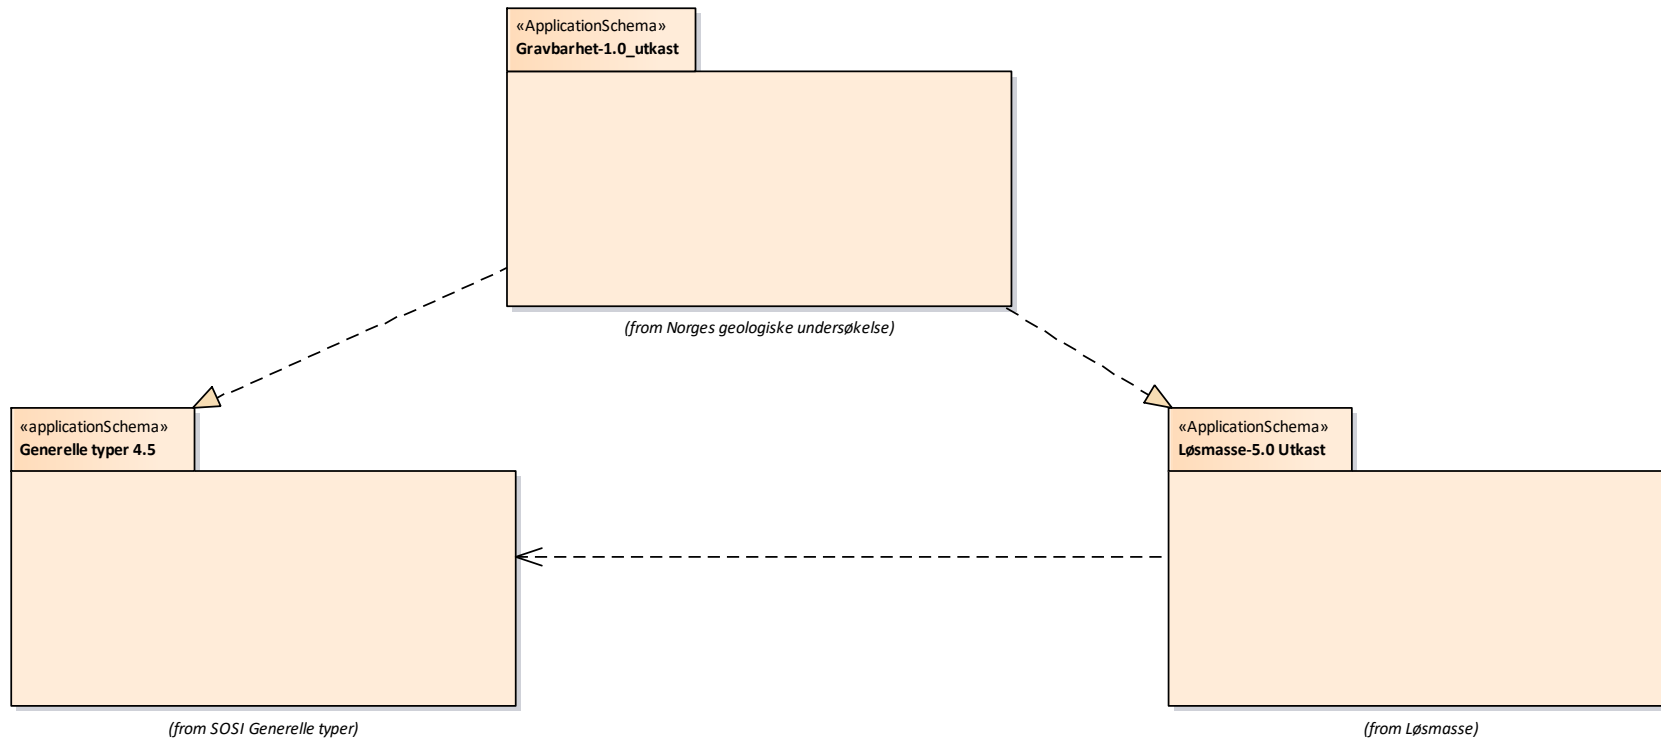 «ApplicationSchema»
Gravbarhet-1.0_utkast
(from Norges geologiske undersøkelse)
«applicationSchema»
Generelle typer 4.5
(from SOSI Generelle typer)
«ApplicationSchema»
Løsmasse-5.0 Utkast
(from Løsmasse)